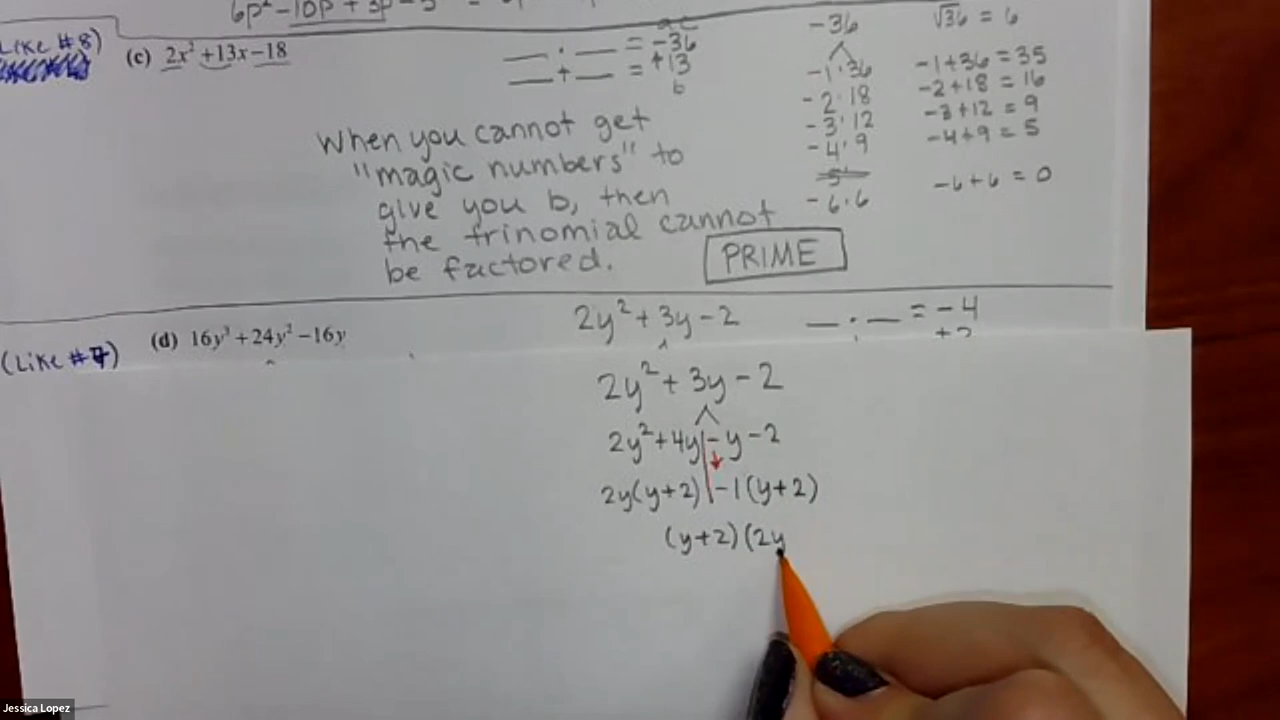 6p² - 10p + 3p - 5
(Like #8) (c) 2x² +13x−18
ac
___ · ___ = -36
___ + ___ = +13
b
-36
-1·36
-2·18
-3·12
-4·9
5
-6·6
√36 = 6
-1+36 = 35
-2+18 = 16
-3+12 = 9
-4+9 = 5
-6+6 = 0
When you cannot get
"magic numbers" to
give you b, then
the trinomial cannot
be factored.
PRIME
(Like #7) (d) 16y³ +24y² −16y
2y² + 3y - 2
__ · __ = -4
2y² + 3y - 2
2y² + 4y - y - 2
2y(y+2) -1(y+2)
(y+2)(2y
Jessica Lopez